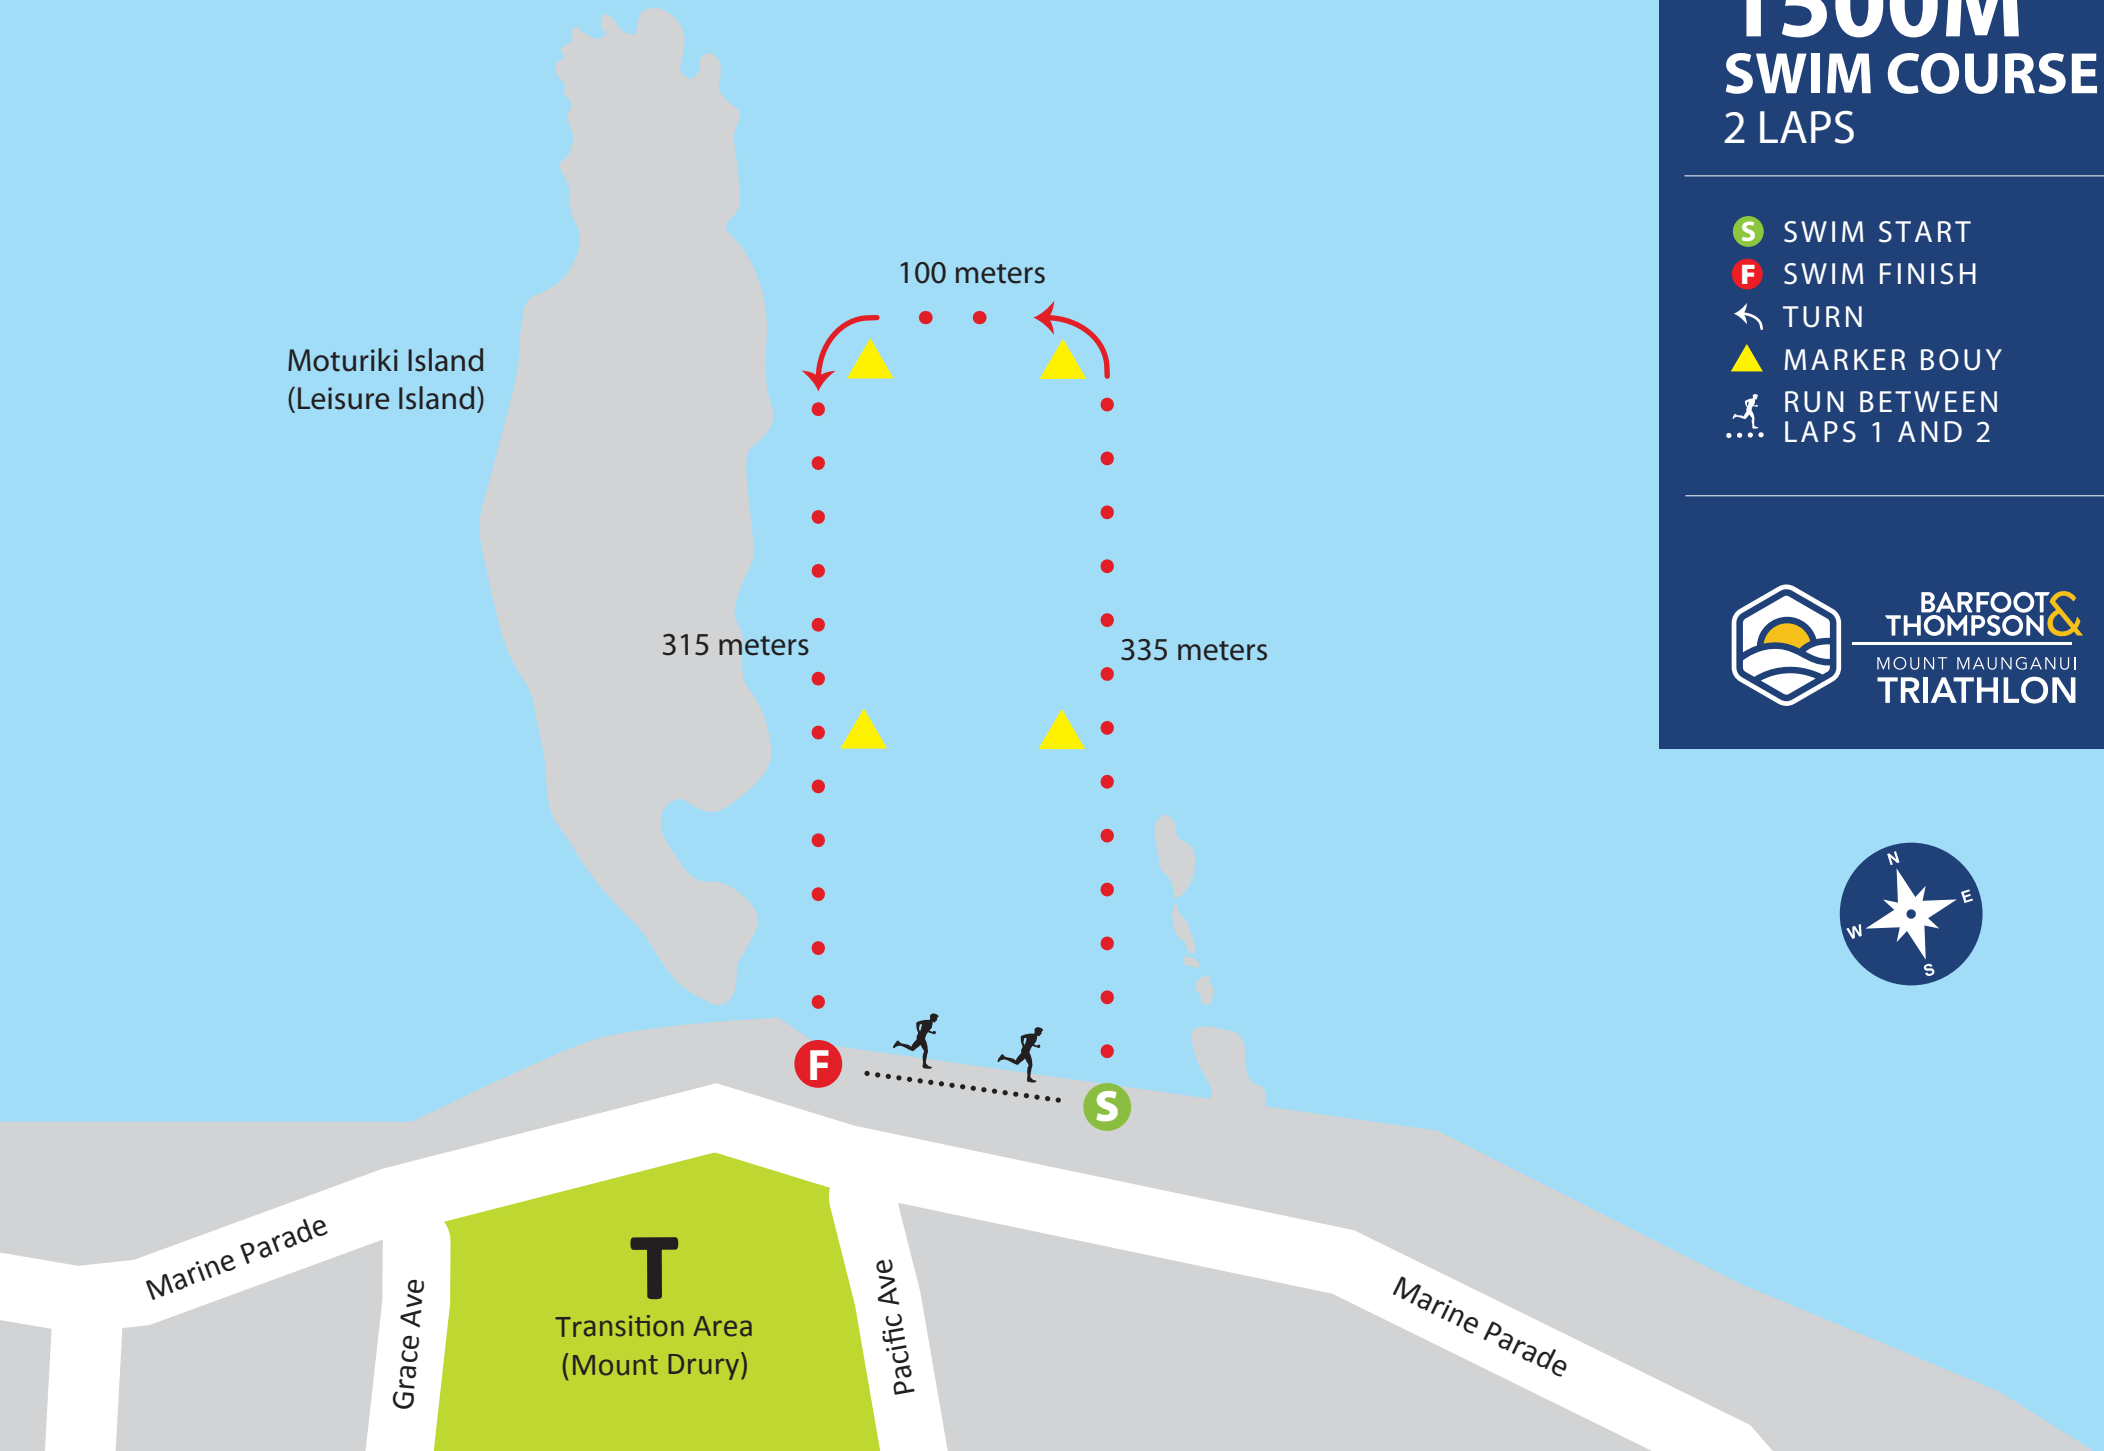 1500M
SWIM COURSE
2 LAPS
S SWIM START
F SWIM FINISH
TURN
MARKER BOUY
RUN BETWEEN
LAPS 1 AND 2
BARFOOT&
THOMPSON
MOUNT MAUNGANUI
TRIATHLON
100 meters
Moturiki Island
(Leisure Island)
315 meters
335 meters
N
E
W
S
F
S
Marine Parade
Grace Ave
T
Transition Area
(Mount Drury)
Pacific Ave
Marine Parade